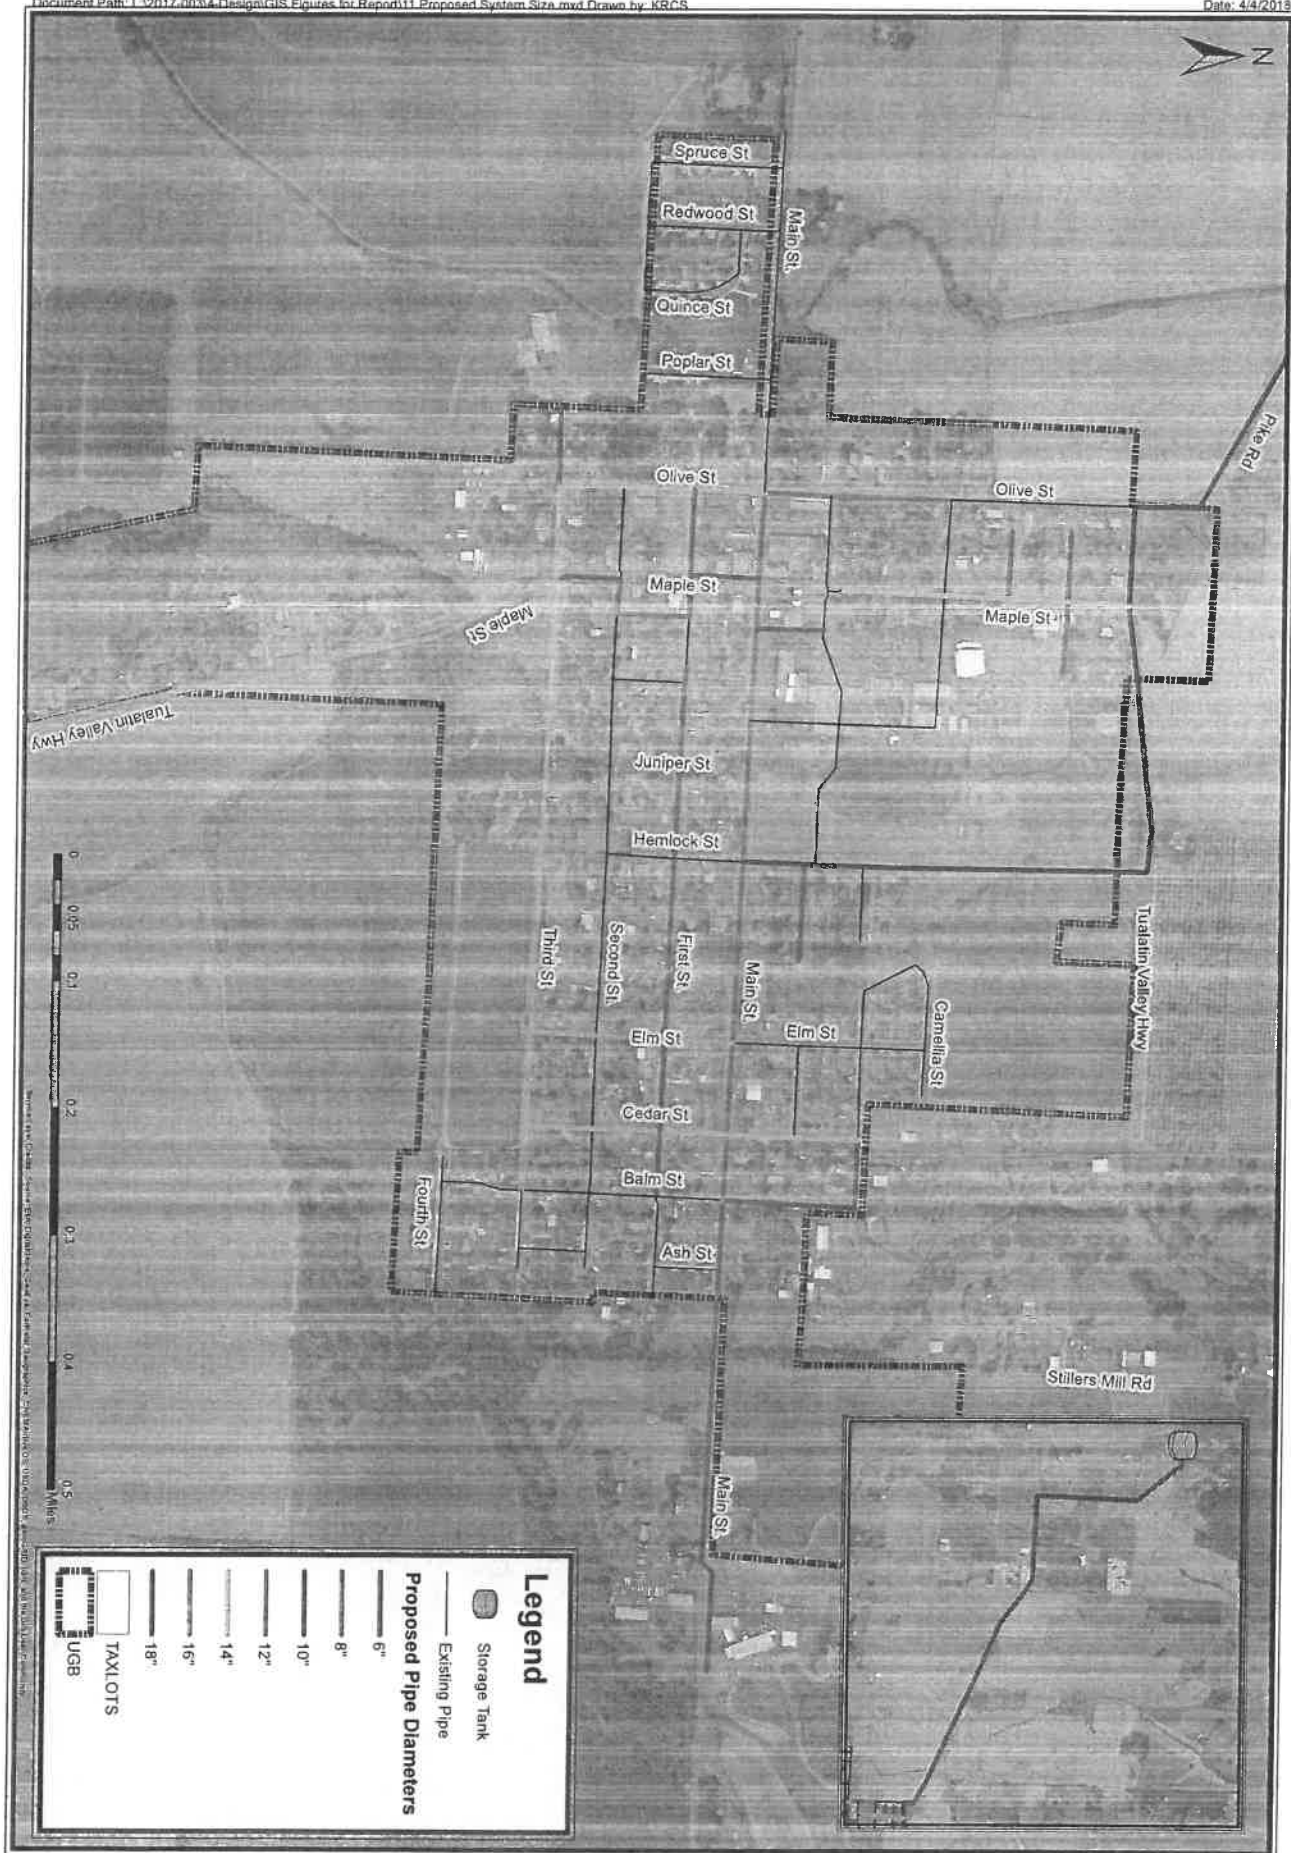 Date: 4/4/2018
N
Spruce St
Redwood St
Main St.
Quince St
Poplar St
Pike Rd
Olive St
Olive St
Maple St
Maple St
Maple St
Tualatin Valley Hwy
Juniper St
Hemlock St
Third St
Second St.
First St.
Main St.
Tualatin Valley Hwy
Elm St
Elm St
Camellia St
Cedar St
Balm St
Fourth St
Ash St
Stillers Mill Rd
Main St.
0 0.05 0.1 0.2 0.3 0.4 0.5
Miles
Legend
Storage Tank
Existing Pipe
Proposed Pipe Diameters
6"
8"
10"
12"
14"
16"
18"
TAXLOTS
UGB